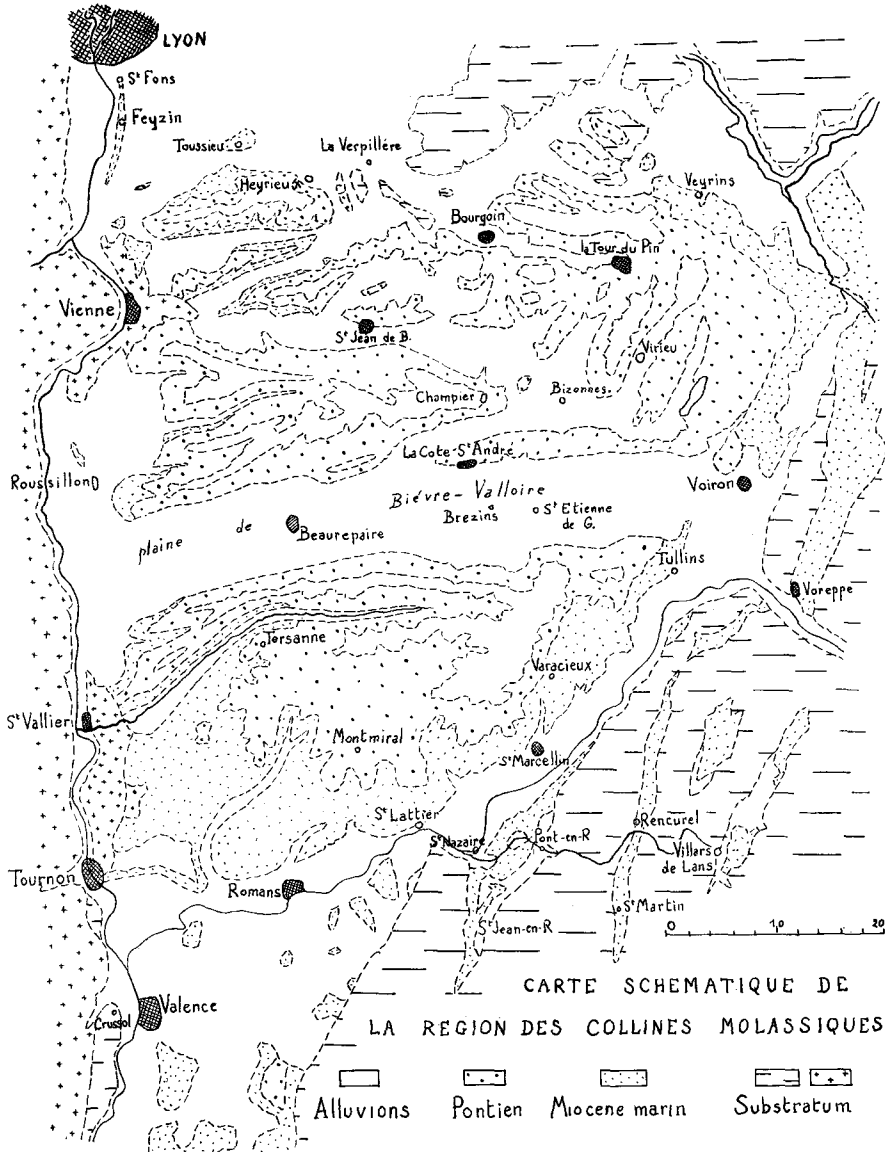 LYON
St Fons
Feyzin
Toussieu
La Verpillère
Heyrieux
Veyrins
Bourgoin
la Tour du Pin
Vienne
St Jean de B.
Virieu
Champier
Bizonnes
La Cote-St André
Roussillon
Voiron
Bièvre-Valloire
Brezins
St Etienne
de G.
plaine de
Beaurepaire
Tullins
Voreppe
Tersanne
Varacieux
St Vallier
Montmiral
St Marcellin
St Lattier
Rencurel
St Nazaire
Pont-en-R
Villars
de Lans
Tournon
Romans
St Martin
St Jean-en-R
0 1,0 20
CARTE SCHEMATIQUE DE
LA REGION DES COLLINES MOLASSIQUES
Valence
Crussol
Alluvions Pontien Miocene marin Substratum